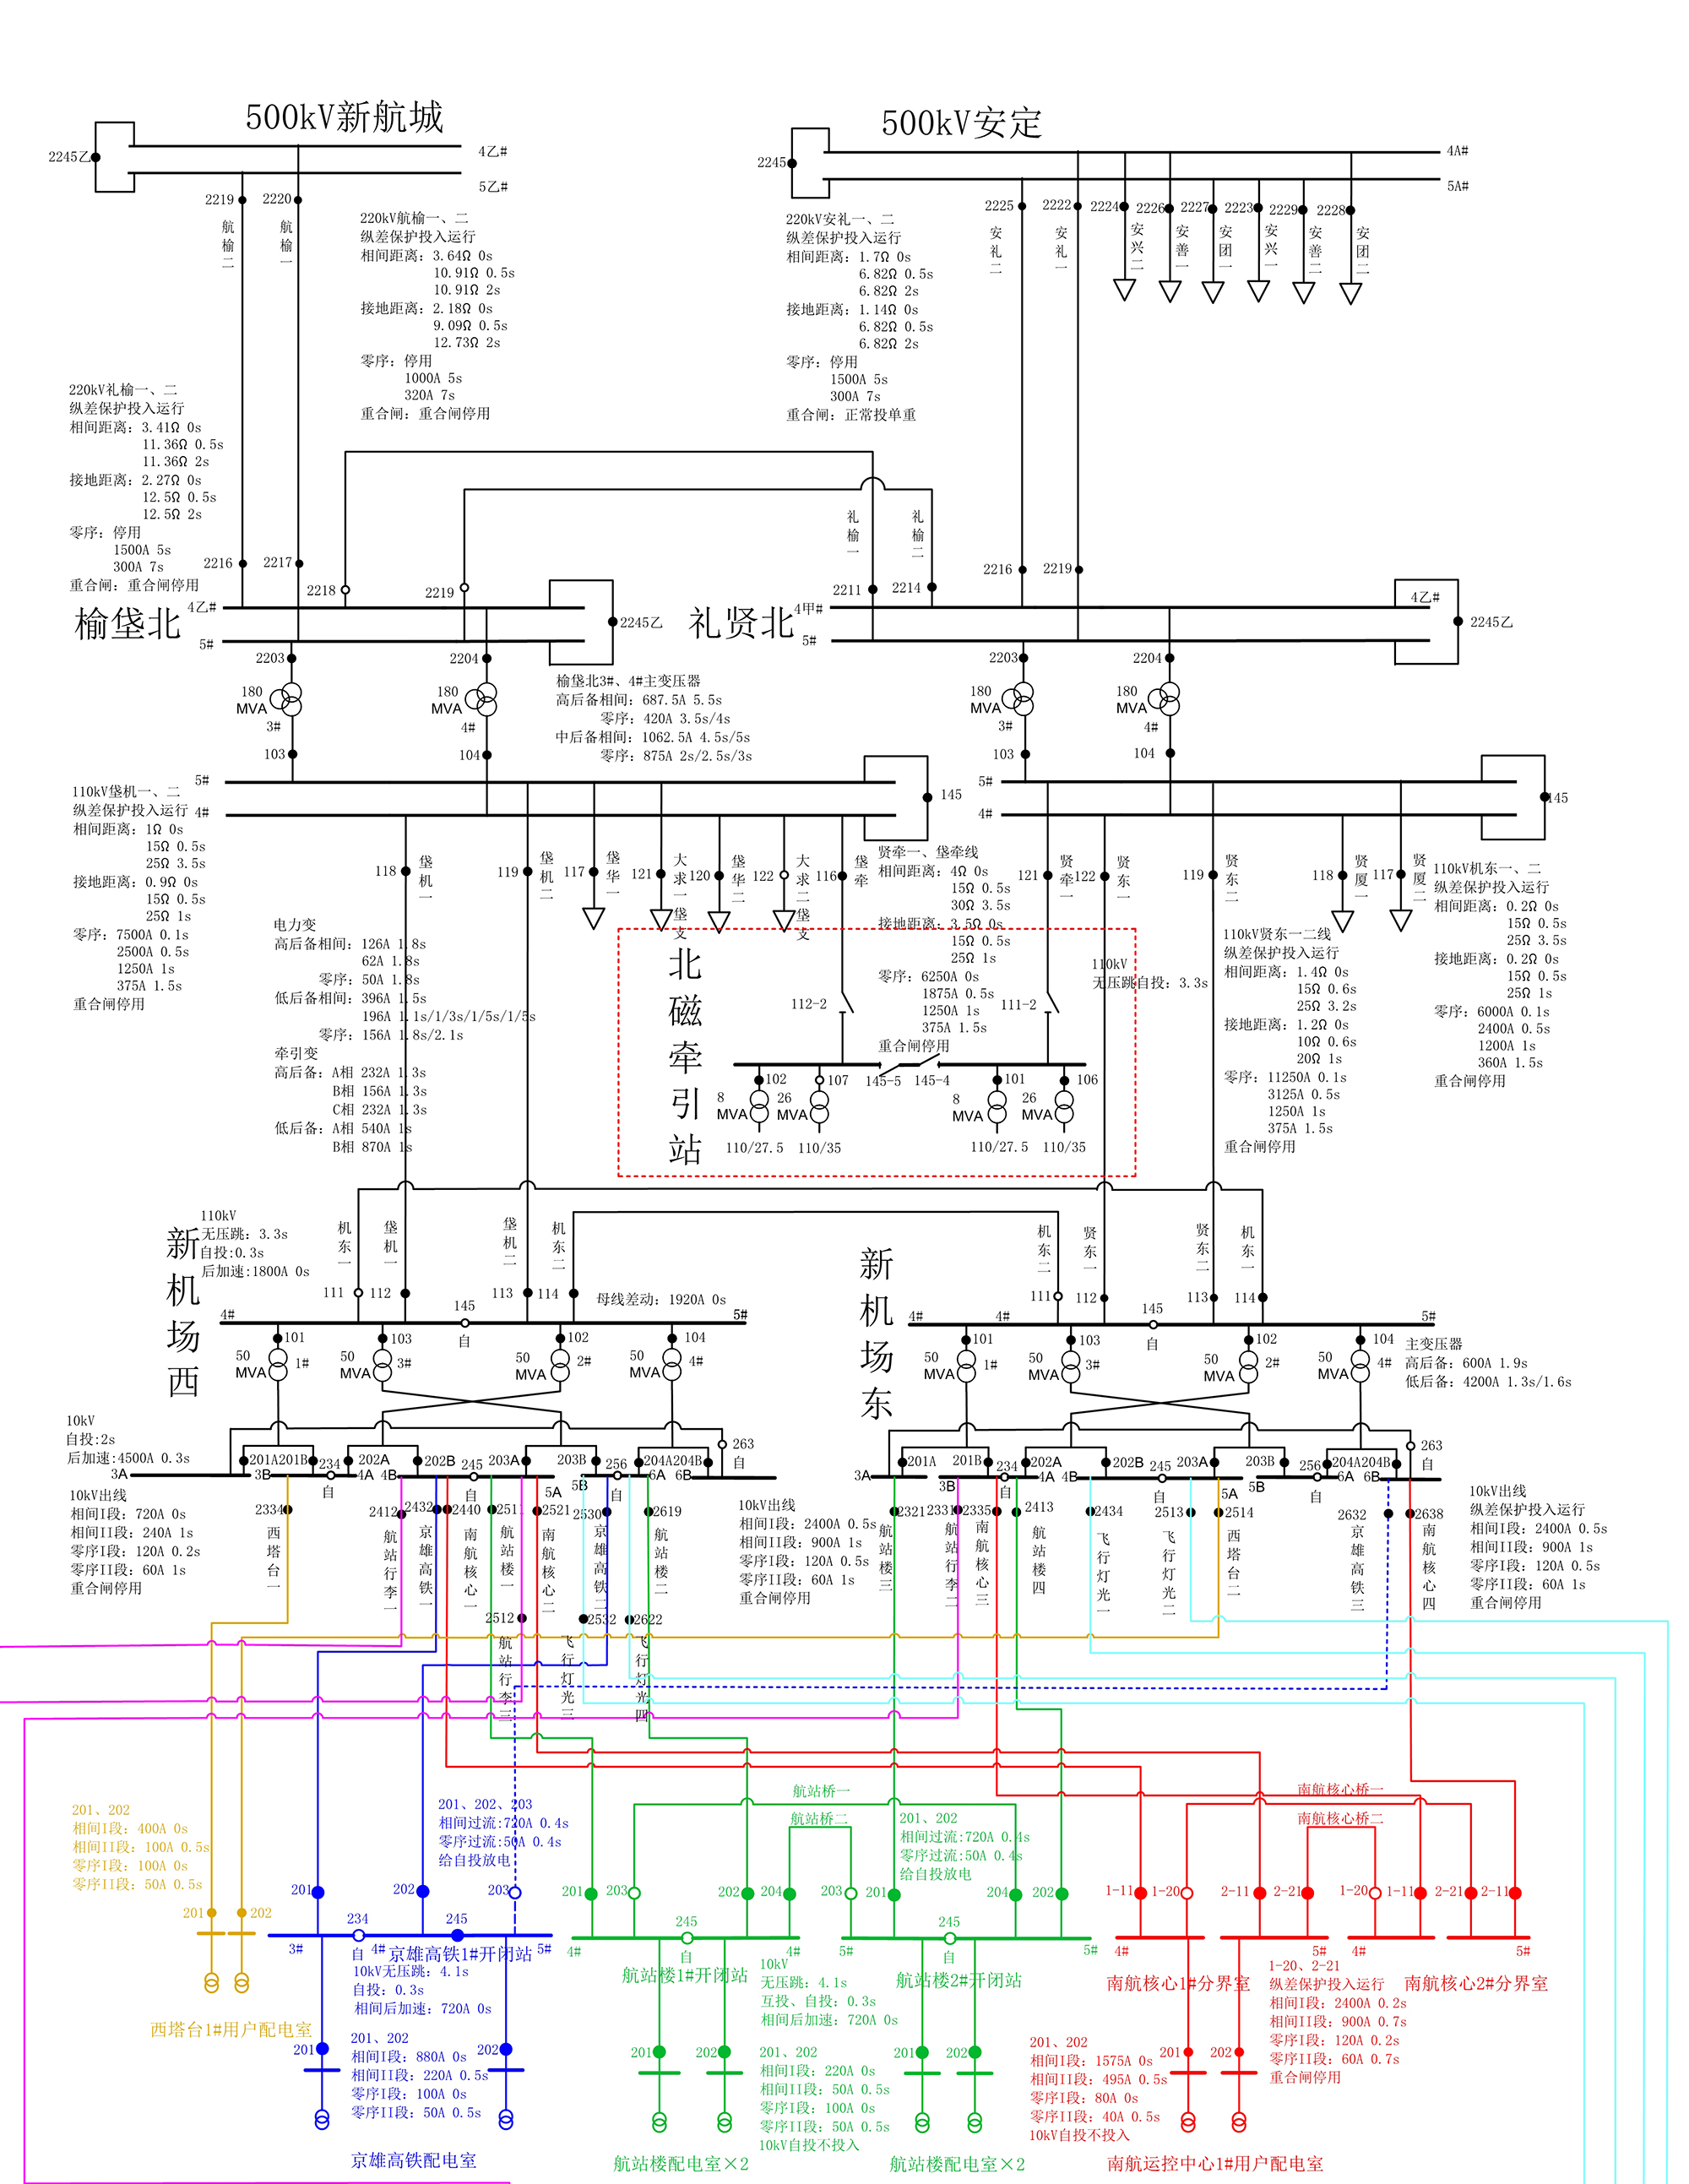 500kV新航城
500kV安定
2245乙
4乙#
5乙#
2245
4A#
5A#
2219
2220
航榆二
航榆一
220kV航榆一、二
纵差保护投入运行
相间距离: 3.64Ω 0s
10.91Ω 0.5s
10.91Ω 2s
接地距离: 2.18Ω 0s
9.09Ω 0.5s
12.73Ω 2s
零序: 停用
1000A 5s
320A 7s
重合闸: 重合闸停用
220kV安礼一、二
纵差保护投入运行
相间距离: 1.7Ω 0s
6.82Ω 0.5s
6.82Ω 2s
接地距离: 1.14Ω 0s
6.82Ω 0.5s
6.82Ω 2s
零序: 停用
1500A 5s
300A 7s
重合闸: 正常投单重
2225
2222
2224
2226
2227
2223
2229
2228
安礼二
安礼一
安兴二
安善一
安团一
安兴一
安善二
安团二
220kV礼榆一、二
纵差保护投入运行
相间距离: 3.41Ω 0s
11.36Ω 0.5s
11.36Ω 2s
接地距离: 2.27Ω 0s
12.5Ω 0.5s
12.5Ω 2s
零序: 停用
1500A 5s
300A 7s
重合闸: 重合闸停用
礼榆一
礼榆二
2216
2217
2218
2219
2211
2214
2216
2219
榆垡北
4乙#
5#
2245乙
礼贤北
4甲#
5#
4乙#
2245乙
2203
2204
180
MVA
3#
180
MVA
4#
103
104
榆垡北3#、4#主变压器
高后备相间: 687.5A 5.5s
零序: 420A 3.5s/4s
中后备相间: 1062.5A 4.5s/5s
零序: 875A 2s/2.5s/3s
2203
2204
180
MVA
3#
180
MVA
4#
103
104
5#
4#
145
5#
4#
145
110kV垡机一、二
纵差保护投入运行
相间距离: 1Ω 0s
15Ω 0.5s
25Ω 3.5s
接地距离: 0.9Ω 0s
15Ω 0.5s
25Ω 1s
零序: 7500A 0.1s
2500A 0.5s
1250A 1s
375A 1.5s
重合闸停用
118
垡机一
119
垡机二
117
垡华一
121
大求一垡支
120
垡华二
122
大求二垡支
116
垡牵
贤牵一、垡牵线
相间距离: 4Ω 0s
15Ω 0.5s
30Ω 3.5s
接地距离: 3.5Ω 0s
15Ω 0.5s
25Ω 1s
零序: 6250A 0s
1875A 0.5s
1250A 1s
375A 1.5s
重合闸停用
121
贤牵一
122
贤东一
119
贤东二
118
贤厦一
117
贤厦二
110kV机东一、二
纵差保护投入运行
相间距离: 0.2Ω 0s
15Ω 0.5s
25Ω 3.5s
接地距离: 0.2Ω 0s
15Ω 0.5s
25Ω 1s
零序: 6000A 0.1s
2400A 0.5s
1200A 1s
360A 1.5s
重合闸停用
电力变
高后备相间: 126A 1.8s
62A 1.8s
零序: 50A 1.8s
低后备相间: 396A 1.5s
196A 1.1s/1/3s/1/5s/1/5s
零序: 156A 1.8s/2.1s
牵引变
高后备: A相 232A 1.3s
B相 156A 1.3s
C相 232A 1.3s
低后备: A相 540A 1s
B相 870A 1s
北磁牵引站
112-2
111-2
145-5
145-4
102
107
101
106
8
MVA
26
MVA
8
MVA
26
MVA
110/27.5
110/35
110/27.5
110/35
110kV
无压跳自投: 3.3s
110kV贤东一二线
纵差保护投入运行
相间距离: 1.4Ω 0s
15Ω 0.6s
25Ω 3.2s
接地距离: 1.2Ω 0s
10Ω 0.6s
20Ω 1s
零序: 11250A 0.1s
3125A 0.5s
1250A 1s
375A 1.5s
重合闸停用
新机场西
110kV
无压跳: 3.3s
自投:0.3s
后加速:1800A 0s
机东一
垡机一
垡机二
机东二
111
112
113
114
145
自
4#
5#
母线差动: 1920A 0s
新机场东
机东二
贤东一
贤东二
机东一
111
112
113
114
145
自
4#
4#
5#
101
103
102
104
50
MVA
1#
50
MVA
3#
50
MVA
2#
50
MVA
4#
101
103
102
104
50
MVA
1#
50
MVA
3#
50
MVA
2#
50
MVA
4#
主变压器
高后备: 600A 1.9s
低后备: 4200A 1.3s/1.6s
10kV
自投:2s
后加速:4500A 0.3s
3A
201A
201B
3B
234
自
202A
4A
4B
202B
245
自
203A
5A
203B
5B
256
自
204A
204B
6A
6B
263
自
3A
201A
201B
3B
234
自
202A
4A
4B
202B
245
自
203A
5A
203B
5B
256
自
204A
204B
6A
6B
263
自
10kV出线
相间I段: 720A 0s
相间II段: 240A 1s
零序I段: 120A 0.2s
零序II段: 60A 1s
重合闸停用
2334
西塔台一
2412
航站行李一
2432
京雄高铁一
2440
南航核心一
2511
航站楼一
2521
南航核心二
2530
京雄高铁二
2619
航站楼二
2512
航站行李三
2532
飞行灯光三
2622
飞行灯光四
10kV出线
相间I段: 2400A 0.5s
相间II段: 900A 1s
零序I段: 120A 0.5s
零序II段: 60A 1s
重合闸停用
2321
航站楼三
2331
航站行李二
2335
南航核心三
2413
航站楼四
2434
飞行灯光一
2513
飞行灯光二
2514
西塔台二
2632
京雄高铁三
2638
南航核心四
10kV出线
纵差保护投入运行
相间I段: 2400A 0.5s
相间II段: 900A 1s
零序I段: 120A 0.5s
零序II段: 60A 1s
重合闸停用
201、202
相间I段: 400A 0s
相间II段: 100A 0.5s
零序I段: 100A 0s
零序II段: 50A 0.5s
201、202、203
相间过流:720A 0.4s
零序过流:50A 0.4s
给自投放电
航站桥一
航站桥二
201、202
相间过流:720A 0.4s
零序过流:50A 0.4s
给自投放电
南航核心桥一
南航核心桥二
201
202
203
201
203
202
204
203
201
204
202
1-11
1-20
2-11
2-21
1-20
1-11
2-21
2-11
201
202
3#
234
自
4#
245
5#
京雄高铁1#开闭站
10kV无压跳: 4.1s
自投: 0.3s
相间后加速: 720A 0s
4#
245
自
4#
航站楼1#开闭站
10kV
无压跳: 4.1s
互投、自投: 0.3s
相间后加速: 720A 0s
5#
245
自
5#
航站楼2#开闭站
4#
5#
南航核心1#分界室
1-20、2-21
纵差保护投入运行
相间I段: 2400A 0.2s
相间II段: 900A 0.7s
零序I段: 120A 0.2s
零序II段: 60A 0.7s
重合闸停用
4#
5#
南航核心2#分界室
西塔台1#用户配电室
201
202
201、202
相间I段: 880A 0s
相间II段: 220A 0.5s
零序I段: 100A 0s
零序II段: 50A 0.5s
京雄高铁配电室
201
202
201、202
相间I段: 220A 0s
相间II段: 50A 0.5s
零序I段: 100A 0s
零序II段: 50A 0.5s
10kV自投不投入
航站楼配电室×2
201
202
航站楼配电室×2
201、202
相间I段: 1575A 0s
相间II段: 495A 0.5s
零序I段: 80A 0s
零序II段: 40A 0.5s
10kV自投不投入
201
202
南航运控中心1#用户配电室